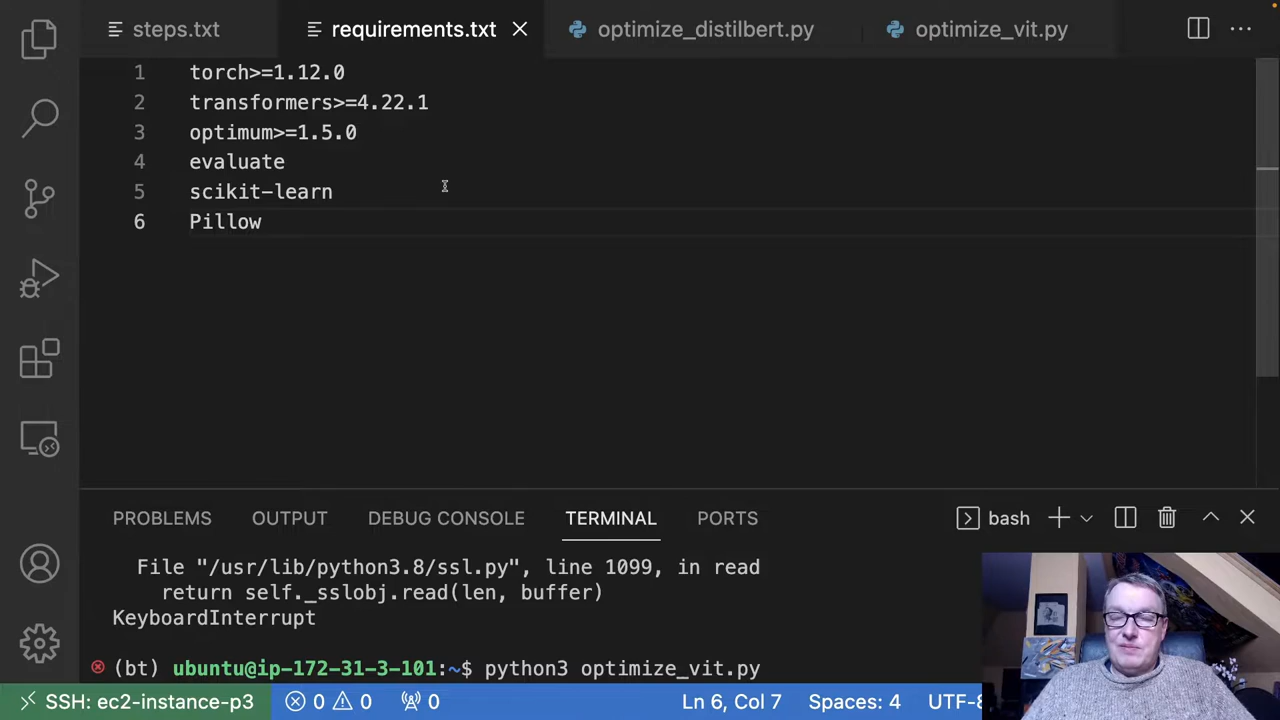 steps.txt
requirements.txt
optimize_distilbert.py
optimize_vit.py
1 torch>=1.12.0
2 transformers>=4.22.1
3 optimum>=1.5.0
4 evaluate
5 scikit-learn
6 Pillow
PROBLEMS OUTPUT DEBUG CONSOLE TERMINAL PORTS bash
File "/usr/lib/python3.8/ssl.py", line 1099, in read
return self._sslobj.read(len, buffer)
KeyboardInterrupt
(bt) ubuntu@ip-172-31-3-101:~$ python3 optimize_vit.py
SSH: ec2-instance-p3 0 0 0 Ln 6, Col 7 Spaces: 4 UTF-8